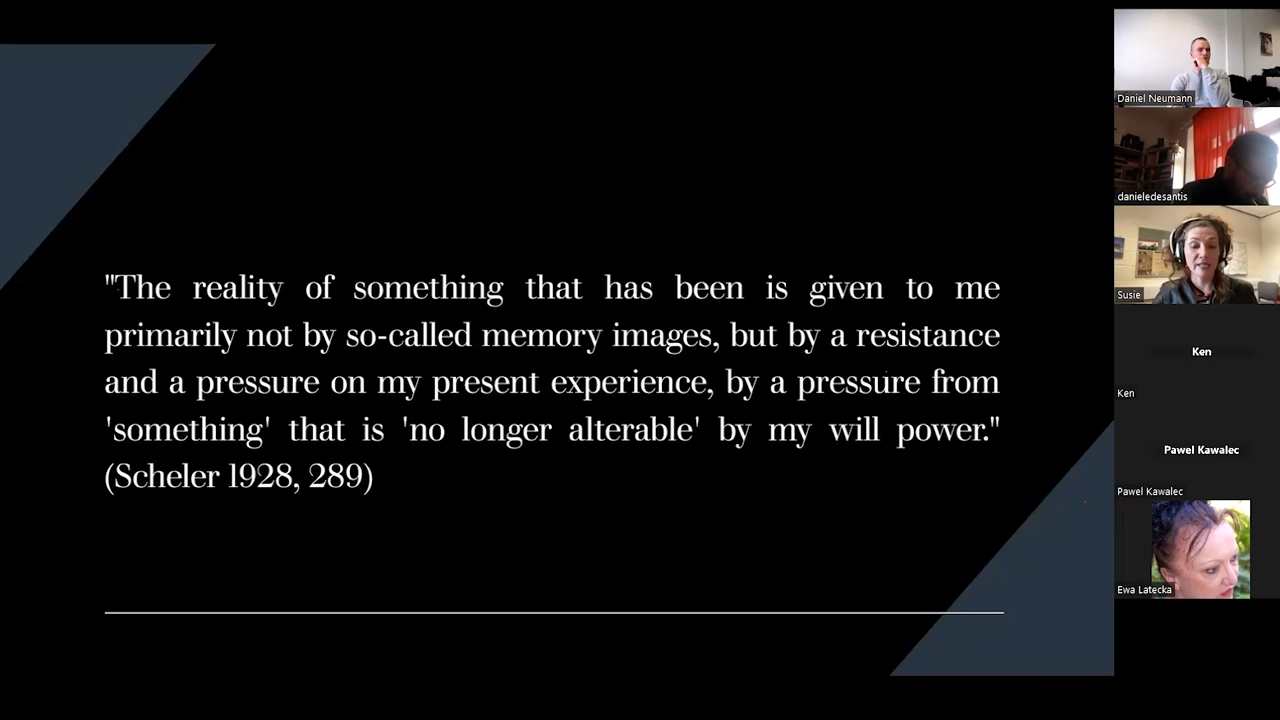 "The reality of something that has been is given to me
primarily not by so-called memory images, but by a resistance
and a pressure on my present experience, by a pressure from
'something' that is 'no longer alterable' by my will power."
(Scheler 1928, 289)
Daniel Neumann
danieledesantis
Susie
Ken
Ken
Pawel Kawalec
Pawel Kawalec
Ewa Latecka